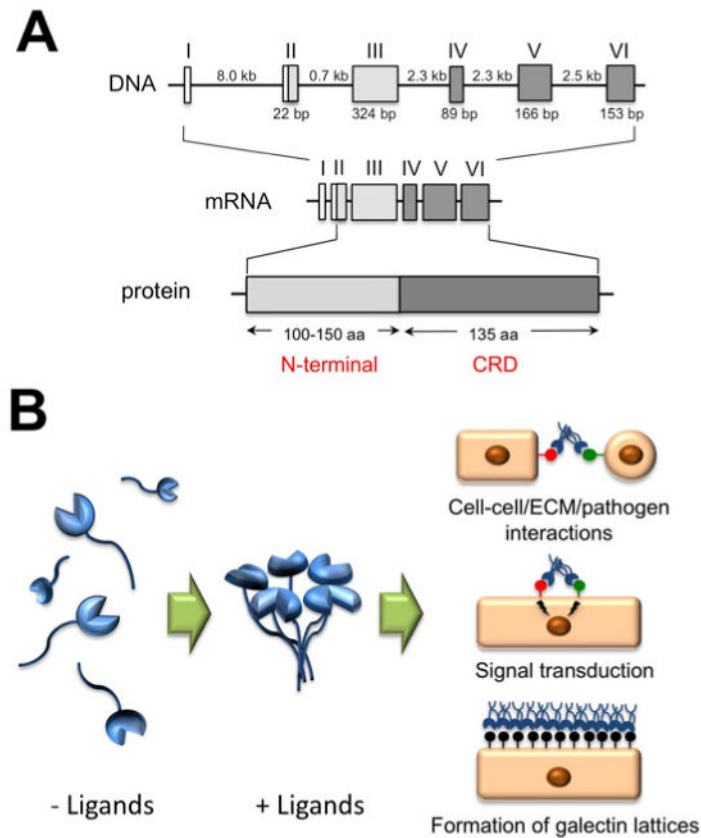 A
I II III IV V VI
DNA 8.0 kb 0.7 kb 2.3 kb 2.3 kb 2.5 kb
22 bp 324 bp 89 bp 166 bp 153 bp
I II III IV V VI
mRNA
protein
100-150 aa 135 aa
N-terminal CRD
B
Cell-cell/ECM/pathogen
interactions
Signal transduction
- Ligands + Ligands
Formation of galectin lattices